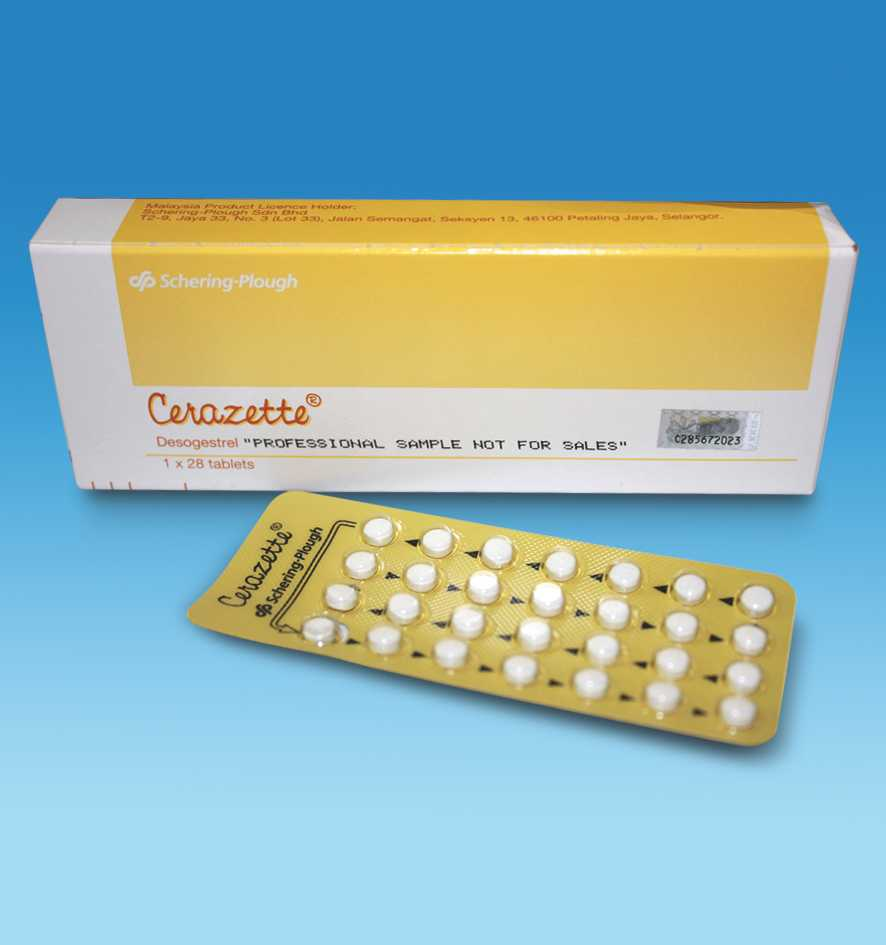 Malaysia Product Licence Holder:
Schering-Plough Sdn Bhd
T2-9, Jaya 33, No. 3 (Lot 33), Jalan Semangat, Seksyen 13, 46100 Petaling Jaya, Selangor.
Schering-Plough
Cerazette®
Desogestrel "PROFESSIONAL SAMPLE NOT FOR SALES"
C285672023
1 x 28 tablets
Cerazette®
Schering-Plough